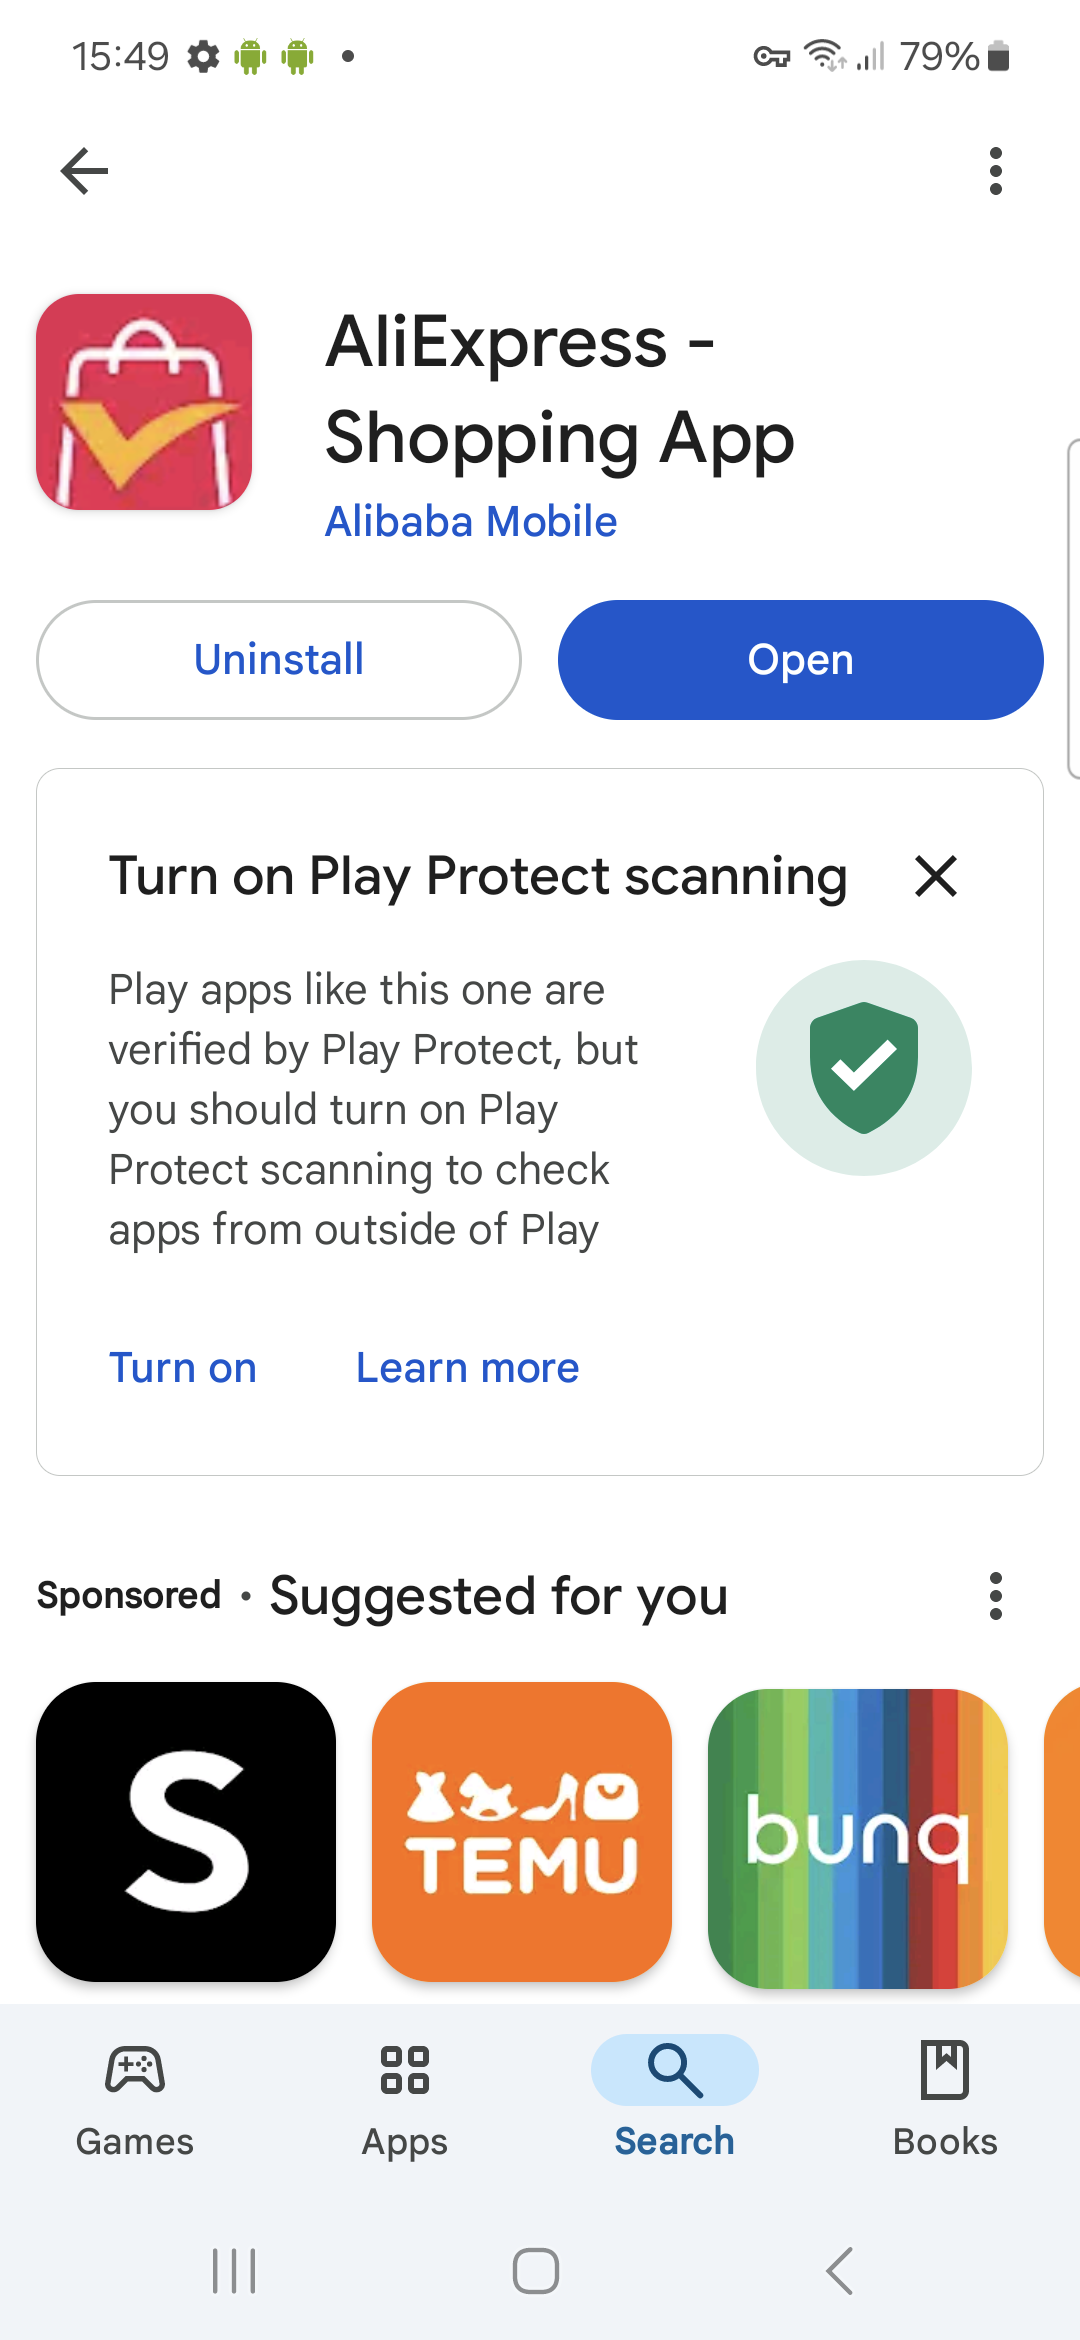 15:49
79%
AliExpress -
Shopping App
Alibaba Mobile
Uninstall
Open
Turn on Play Protect scanning
Play apps like this one are
verified by Play Protect, but
you should turn on Play
Protect scanning to check
apps from outside of Play
Turn on
Learn more
Sponsored • Suggested for you
S
TEMU
bunq
Games
Apps
Search
Books